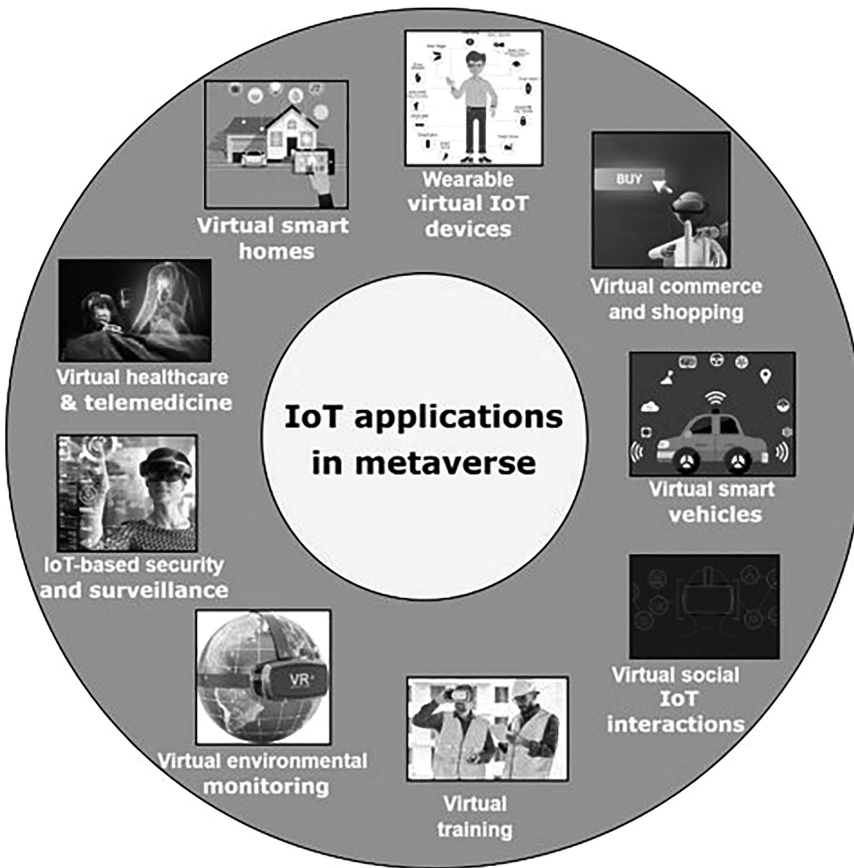 Wearable
virtual IoT
devices
BUY
Virtual commerce
and shopping
Virtual smart
vehicles
Virtual social
IoT
interactions
Virtual
training
VR
Virtual environmental
monitoring
IoT-based security
and surveillance
Virtual healthcare
& telemedicine
Virtual smart
homes
IoT applications
in metaverse